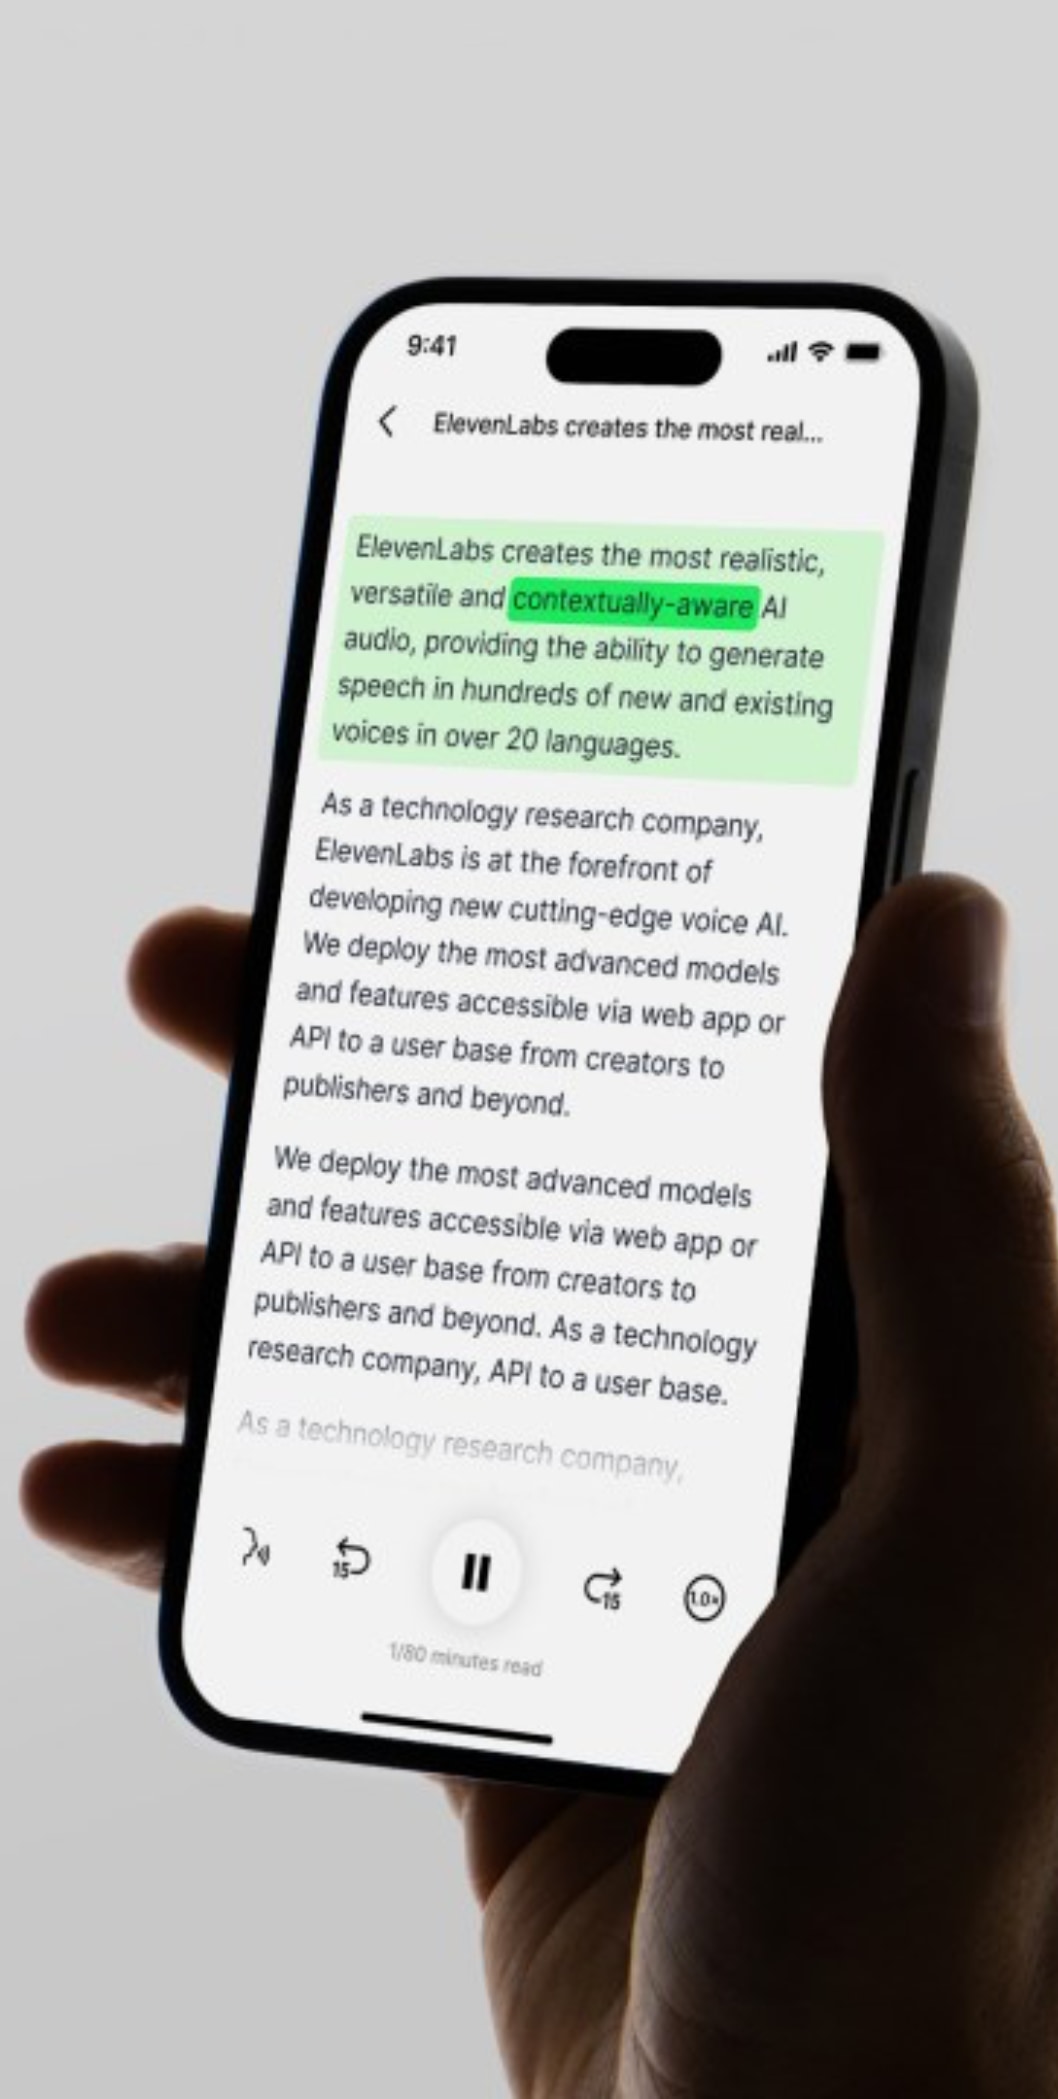 9:41
ElevenLabs creates the most real...
ElevenLabs creates the most realistic,
versatile and contextually-aware AI
audio, providing the ability to generate
speech in hundreds of new and existing
voices in over 20 languages.
As a technology research company,
ElevenLabs is at the forefront of
developing new cutting-edge voice AI.
We deploy the most advanced models
and features accessible via web app or
API to a user base from creators to
publishers and beyond.
We deploy the most advanced models
and features accessible via web app or
API to a user base from creators to
publishers and beyond. As a technology
research company, API to a user base.
As a technology research company,
15
15
1.0×
1/80 minutes read